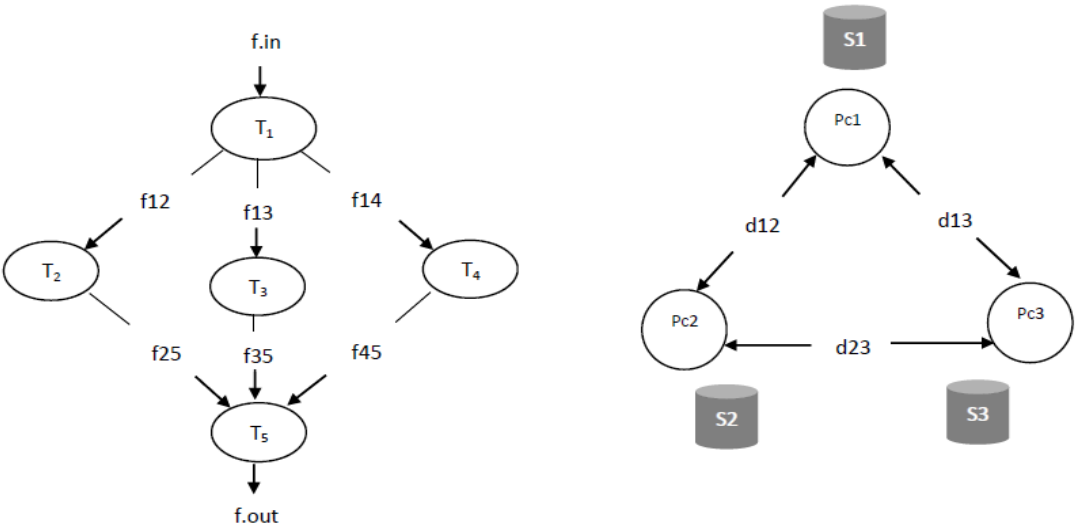 f.in
T1
f12
f13
f14
T2
T3
T4
f25
f35
f45
T5
f.out
S1
Pc1
d12
d13
Pc2
Pc3
d23
S2
S3